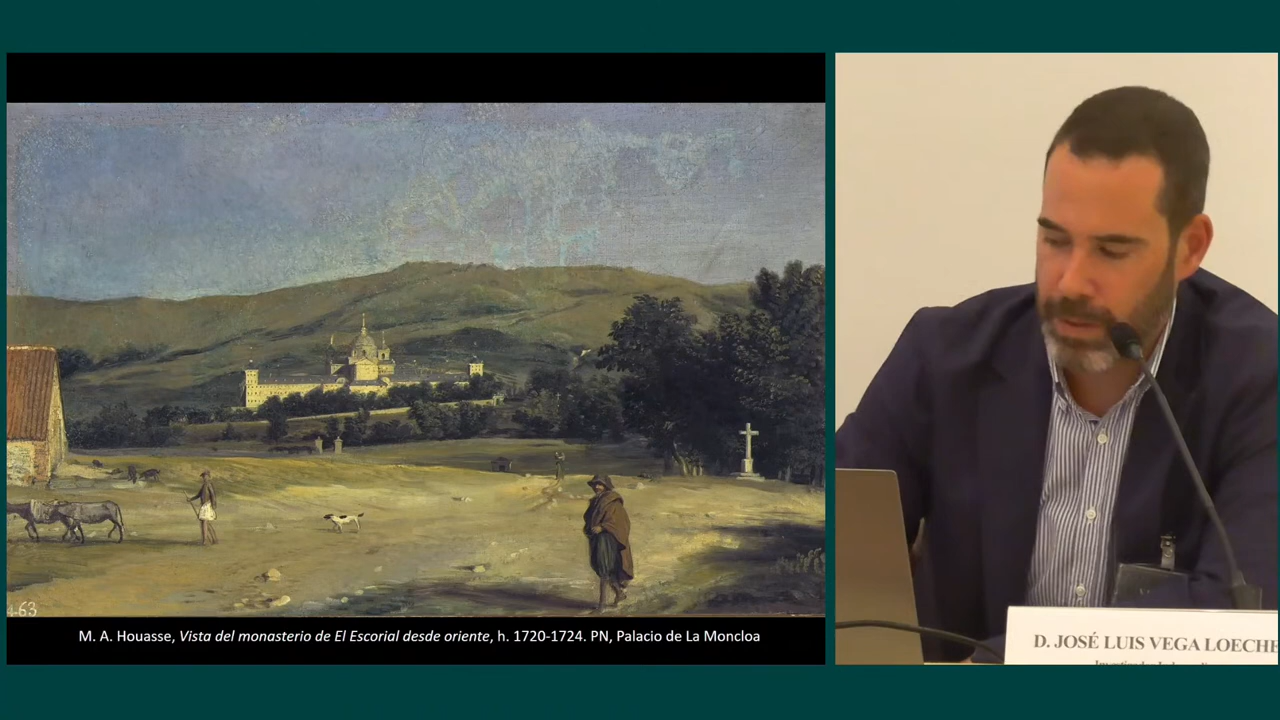 63
M. A. Houasse, Vista del monasterio de El Escorial desde oriente, h. 1720-1724. PN, Palacio de La Moncloa
D. JOSÉ LUIS VEGA LOECHE